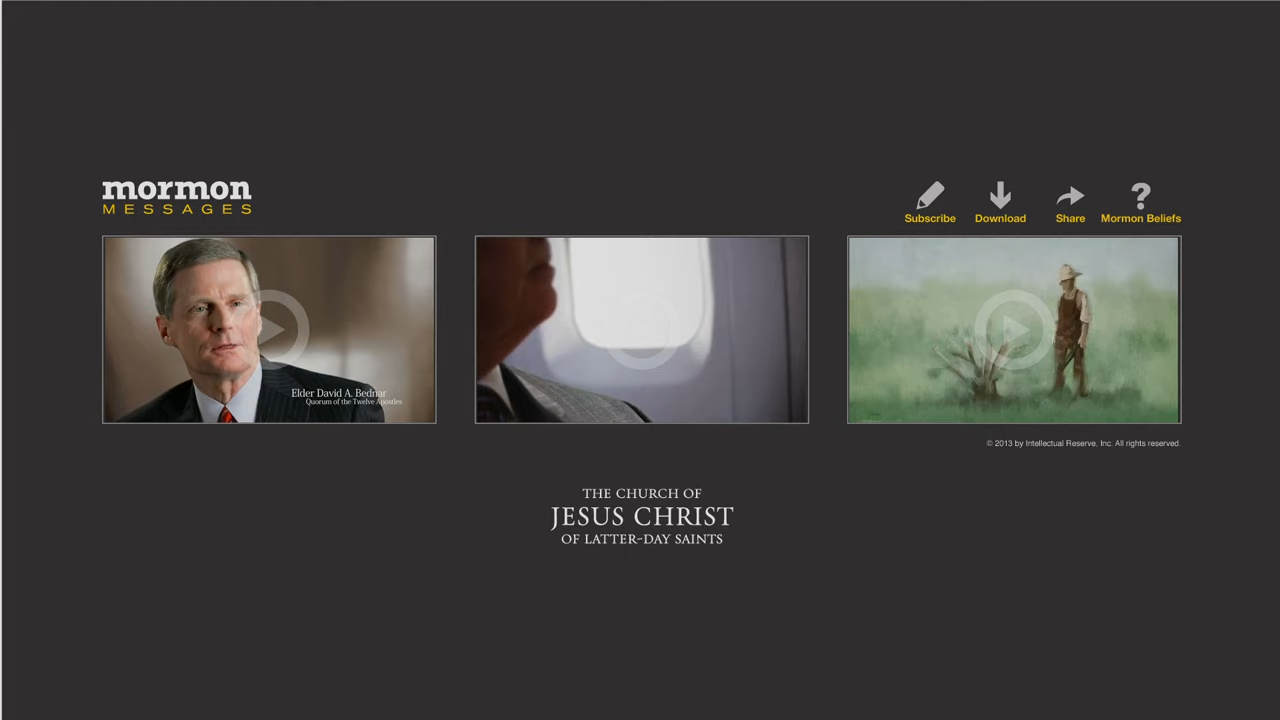 mormon
MESSAGES
Subscribe
Download
Share
?
Mormon Beliefs
Elder David A. Bednar
Quorum of the Twelve Apostles
© 2013 by Intellectual Reserve, Inc. All rights reserved.
THE CHURCH OF
JESUS CHRIST
OF LATTER-DAY SAINTS